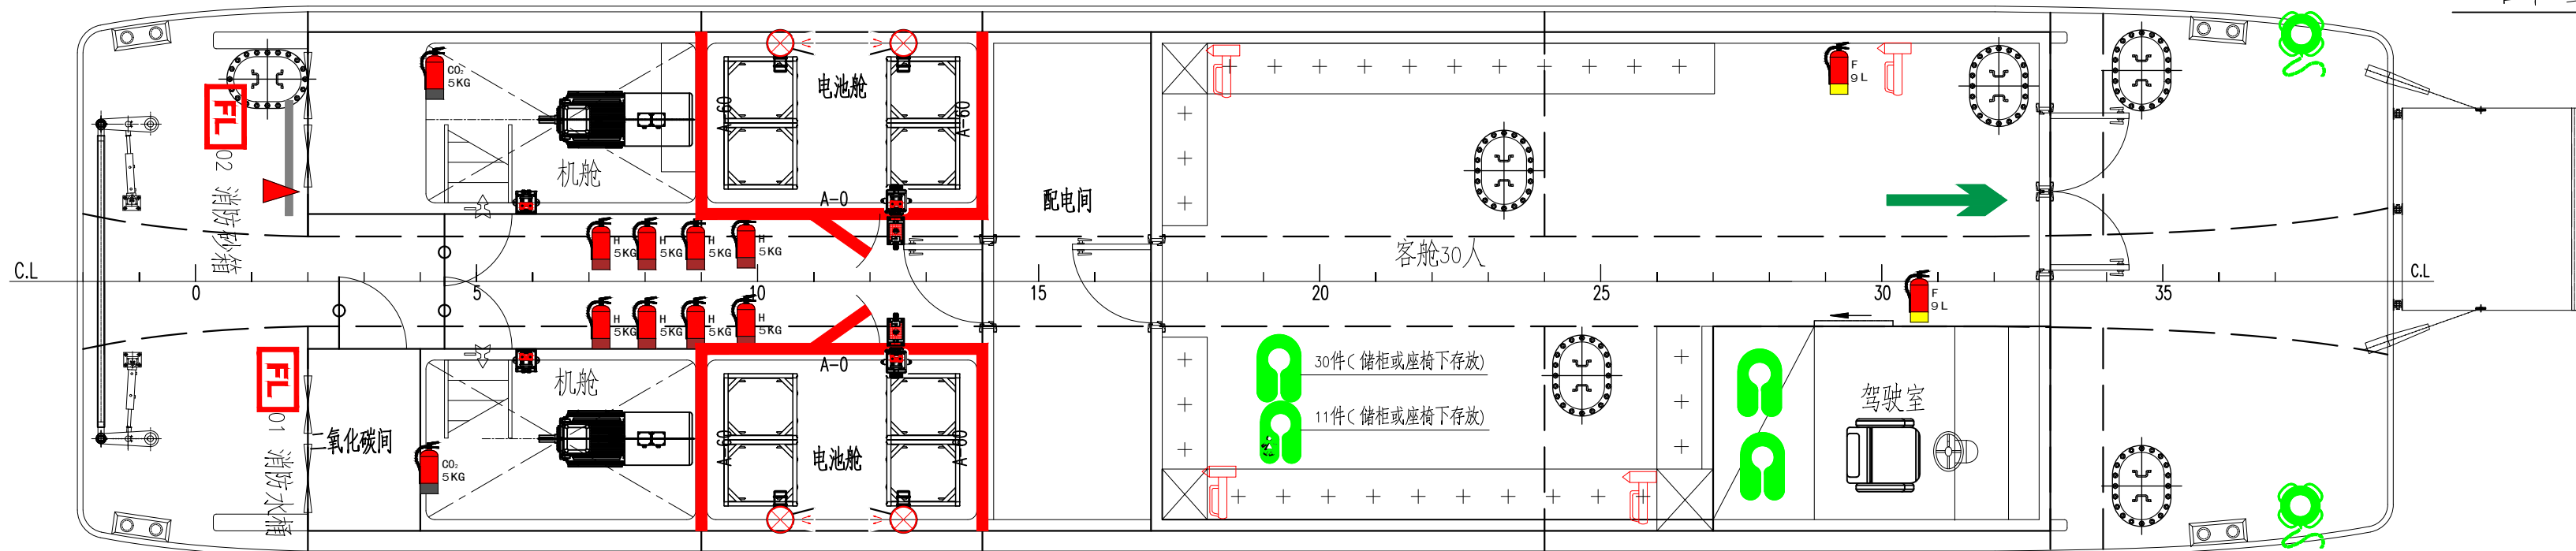 CO₂
5KG
电池舱
F
9L
A-60
A-60
FL
02 消防砂箱
机舱
A-0
配电间
H
5KG
H
5KG
H
5KG
H
5KG
客舱30人
C.L
C.L
0
5
10
15
20
25
30
35
H
5KG
H
5KG
H
5KG
H
5KG
F
9L
A-0
30件(储柜或座椅下存放)
11件(储柜或座椅下存放)
机舱
驾驶室
FL
01 消防水桶
二氧化碳间
CO₂
5KG
A-60
电池舱
A-60